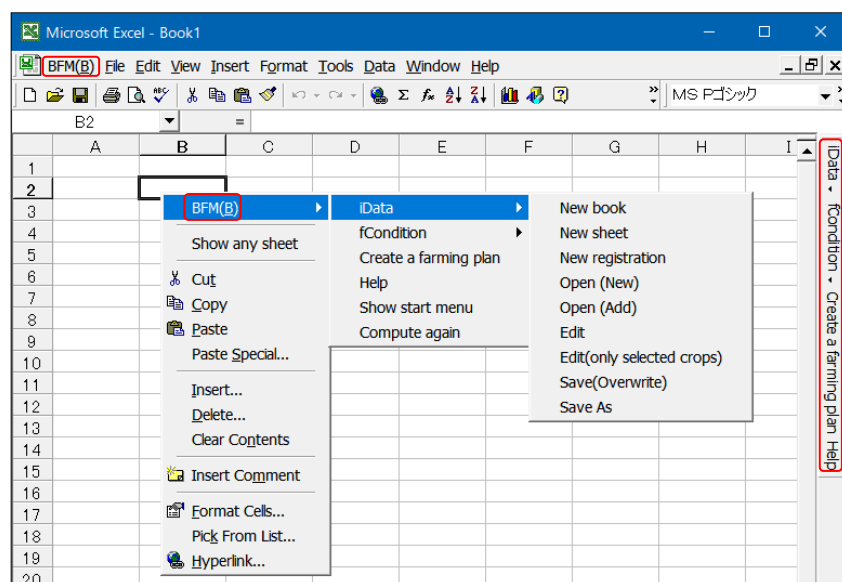 Microsoft Excel - Book1
BFM(B) File Edit View Insert Format Tools Data Window Help
MS Pゴシック
B2 =
A B C D E F G H I
1
2
3
4
5
6
7
8
9
10
11
12
13
14
15
16
17
18
19
20
BFM(B)
Show any sheet
Cut
Copy
Paste
Paste Special...
Insert...
Delete...
Clear Contents
Insert Comment
Format Cells...
Pick From List...
Hyperlink...
iData
fCondition
Create a farming plan
Help
Show start menu
Compute again
New book
New sheet
New registration
Open (New)
Open (Add)
Edit
Edit(only selected crops)
Save(Overwrite)
Save As
iData fCondition Create a farming plan Help